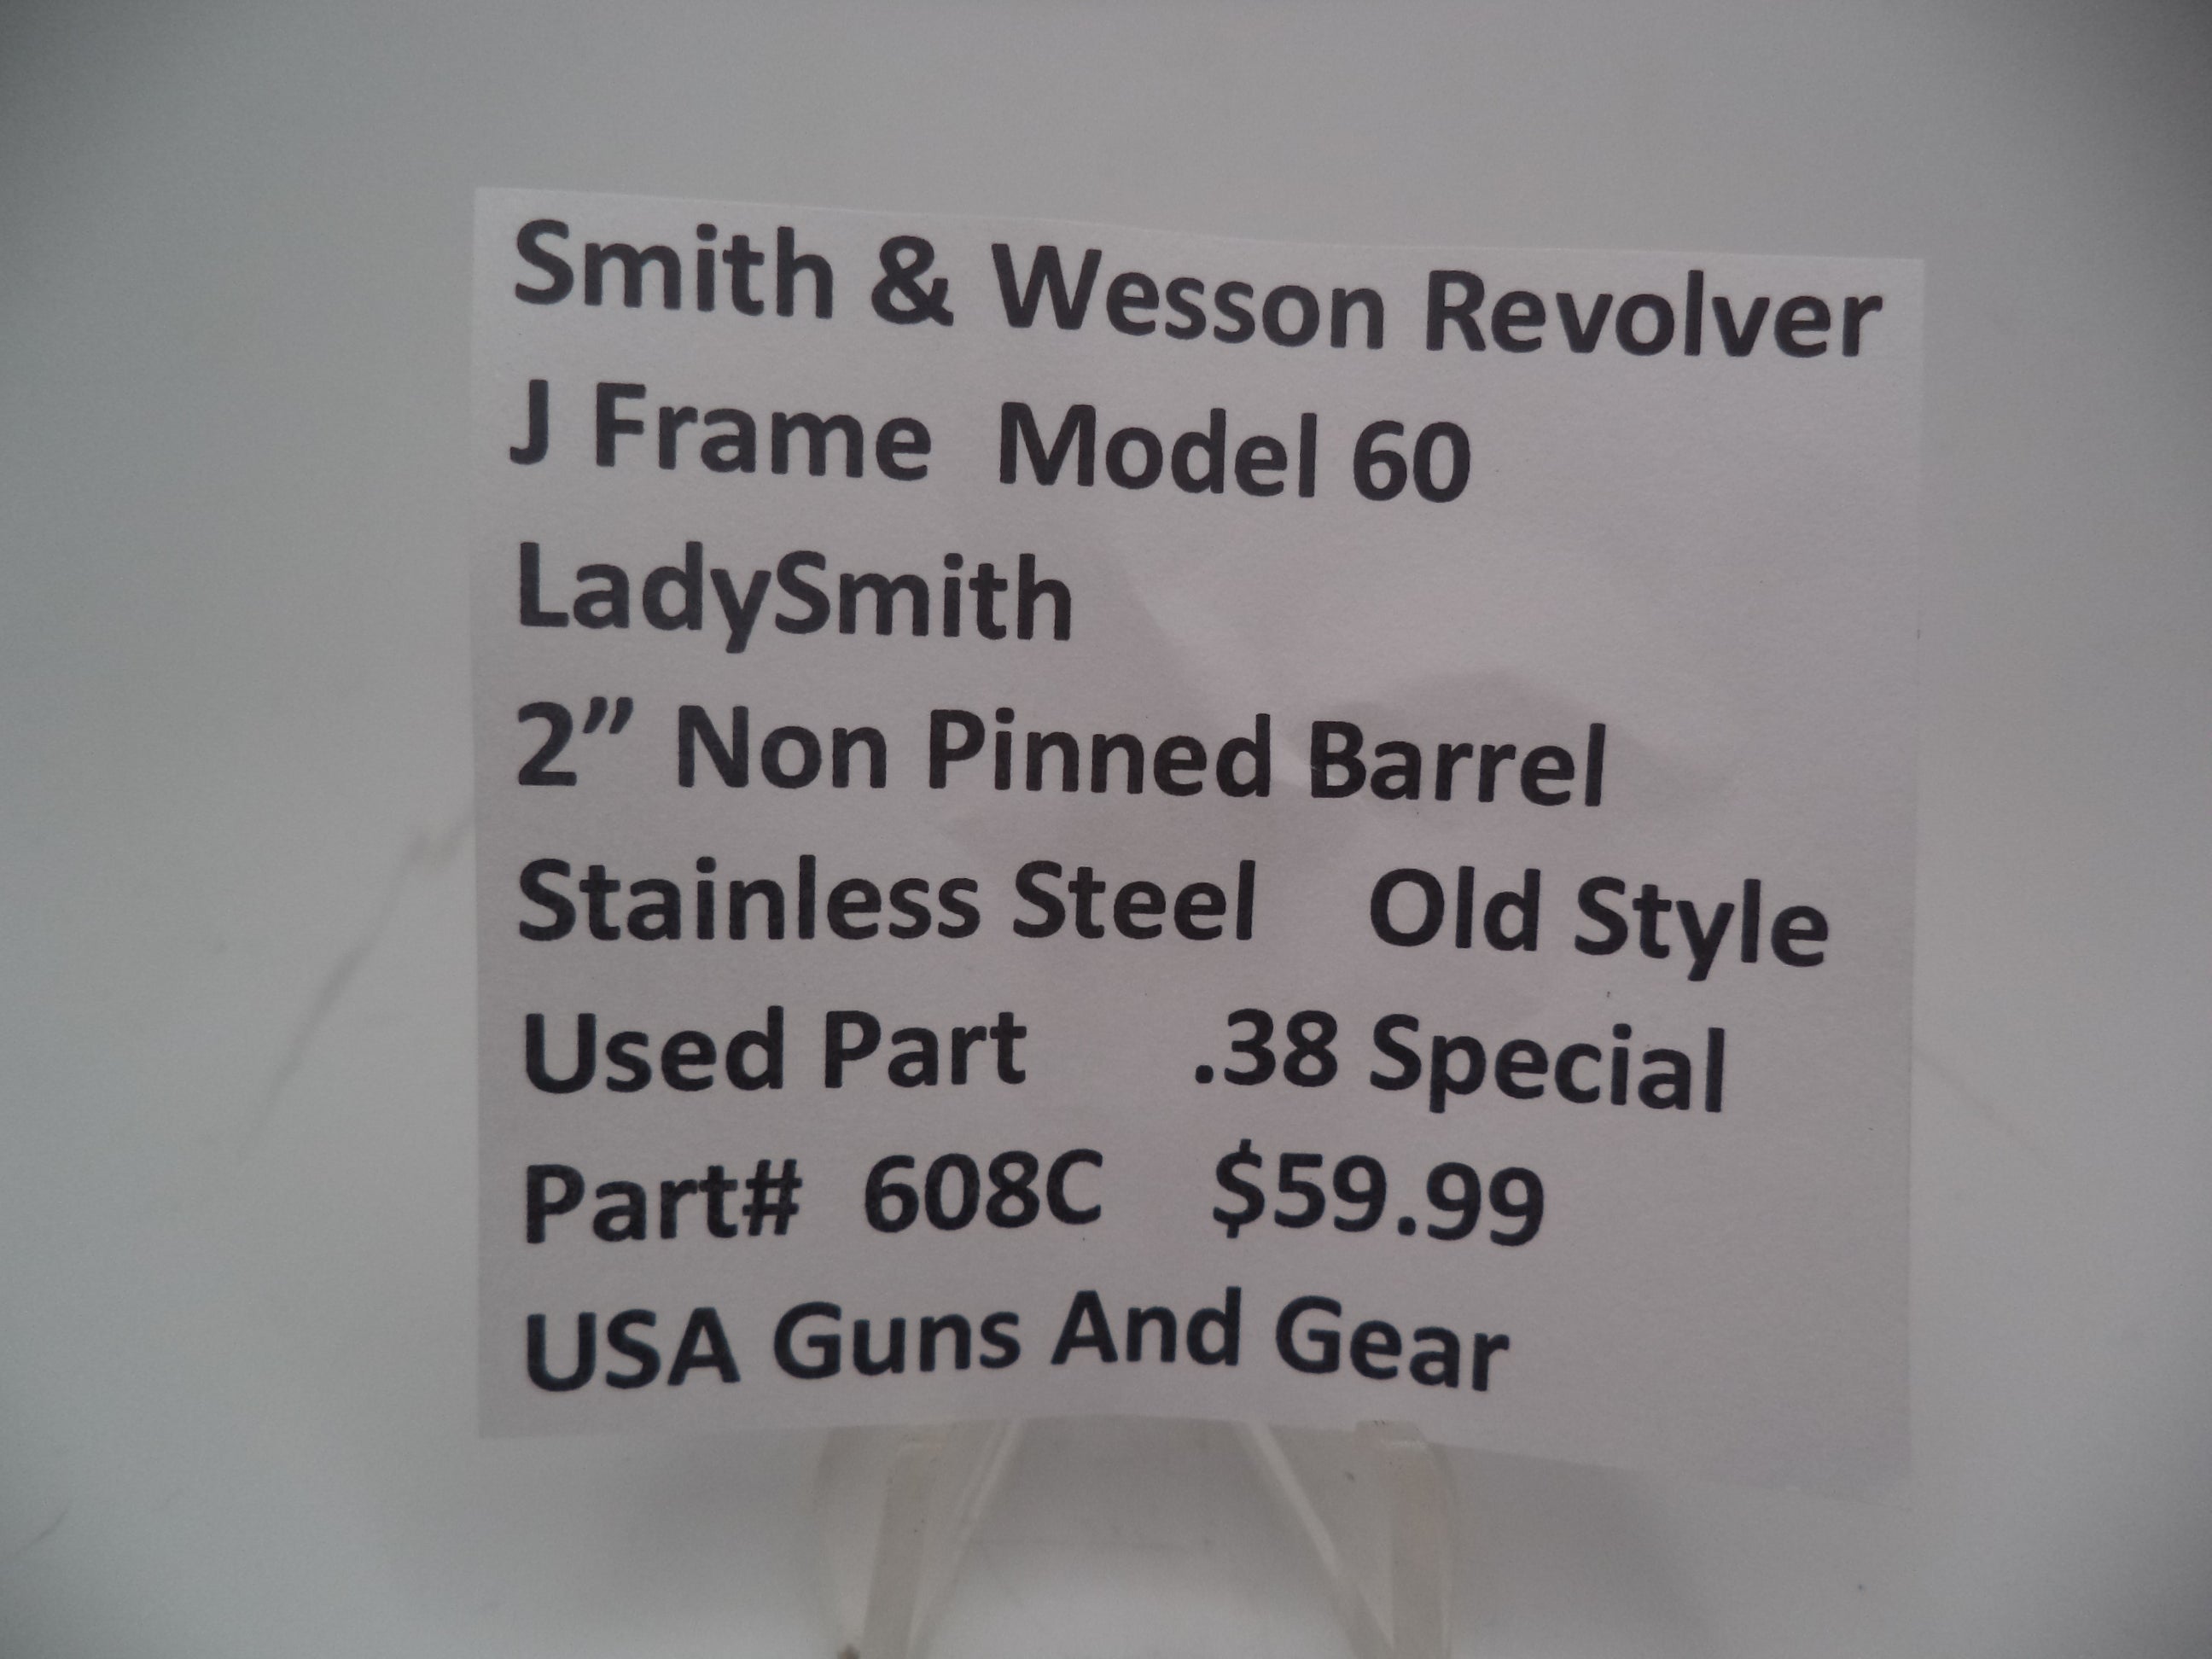 Smith & Wesson Revolver
J Frame Model 60
LadySmith
2” Non Pinned Barrel
Stainless Steel Old Style
Used Part .38 Special
Part# 608C $59.99
USA Guns And Gear